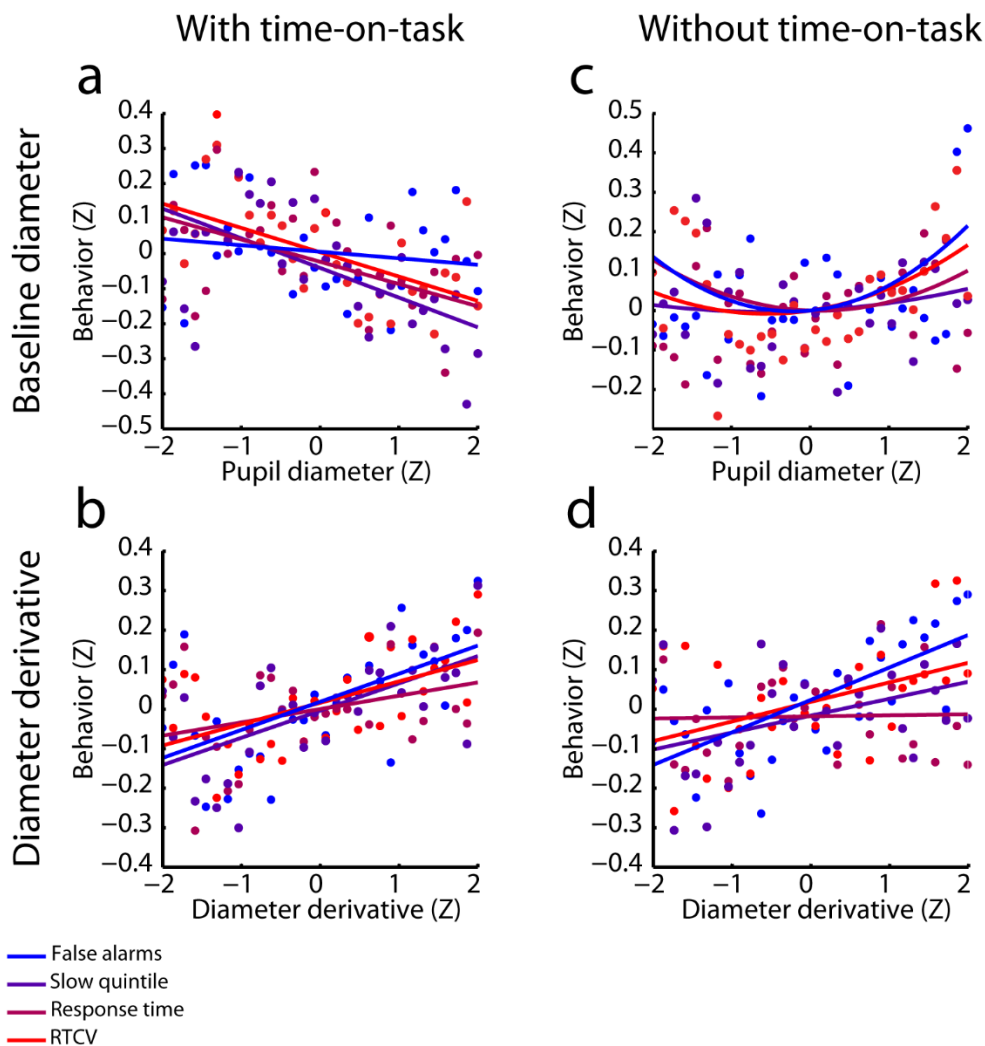 With time-on-task
Without time-on-task
Baseline diameter
Diameter derivative
a
Behavior (Z)
0.4
0.3
0.2
0.1
0
−0.1
−0.2
−0.3
−0.4
−0.5
−2
−1
0
1
2
Pupil diameter (Z)
c
Behavior (Z)
0.5
0.4
0.3
0.2
0.1
0
−0.1
−0.2
−2
−1
0
1
2
Pupil diameter (Z)
b
Behavior (Z)
0.4
0.3
0.2
0.1
0
−0.1
−0.2
−0.3
−0.4
−2
−1
0
1
2
Diameter derivative (Z)
d
Behavior (Z)
0.4
0.3
0.2
0.1
0
−0.1
−0.2
−0.3
−0.4
−2
−1
0
1
2
Diameter derivative (Z)
False alarms
Slow quintile
Response time
RTCV